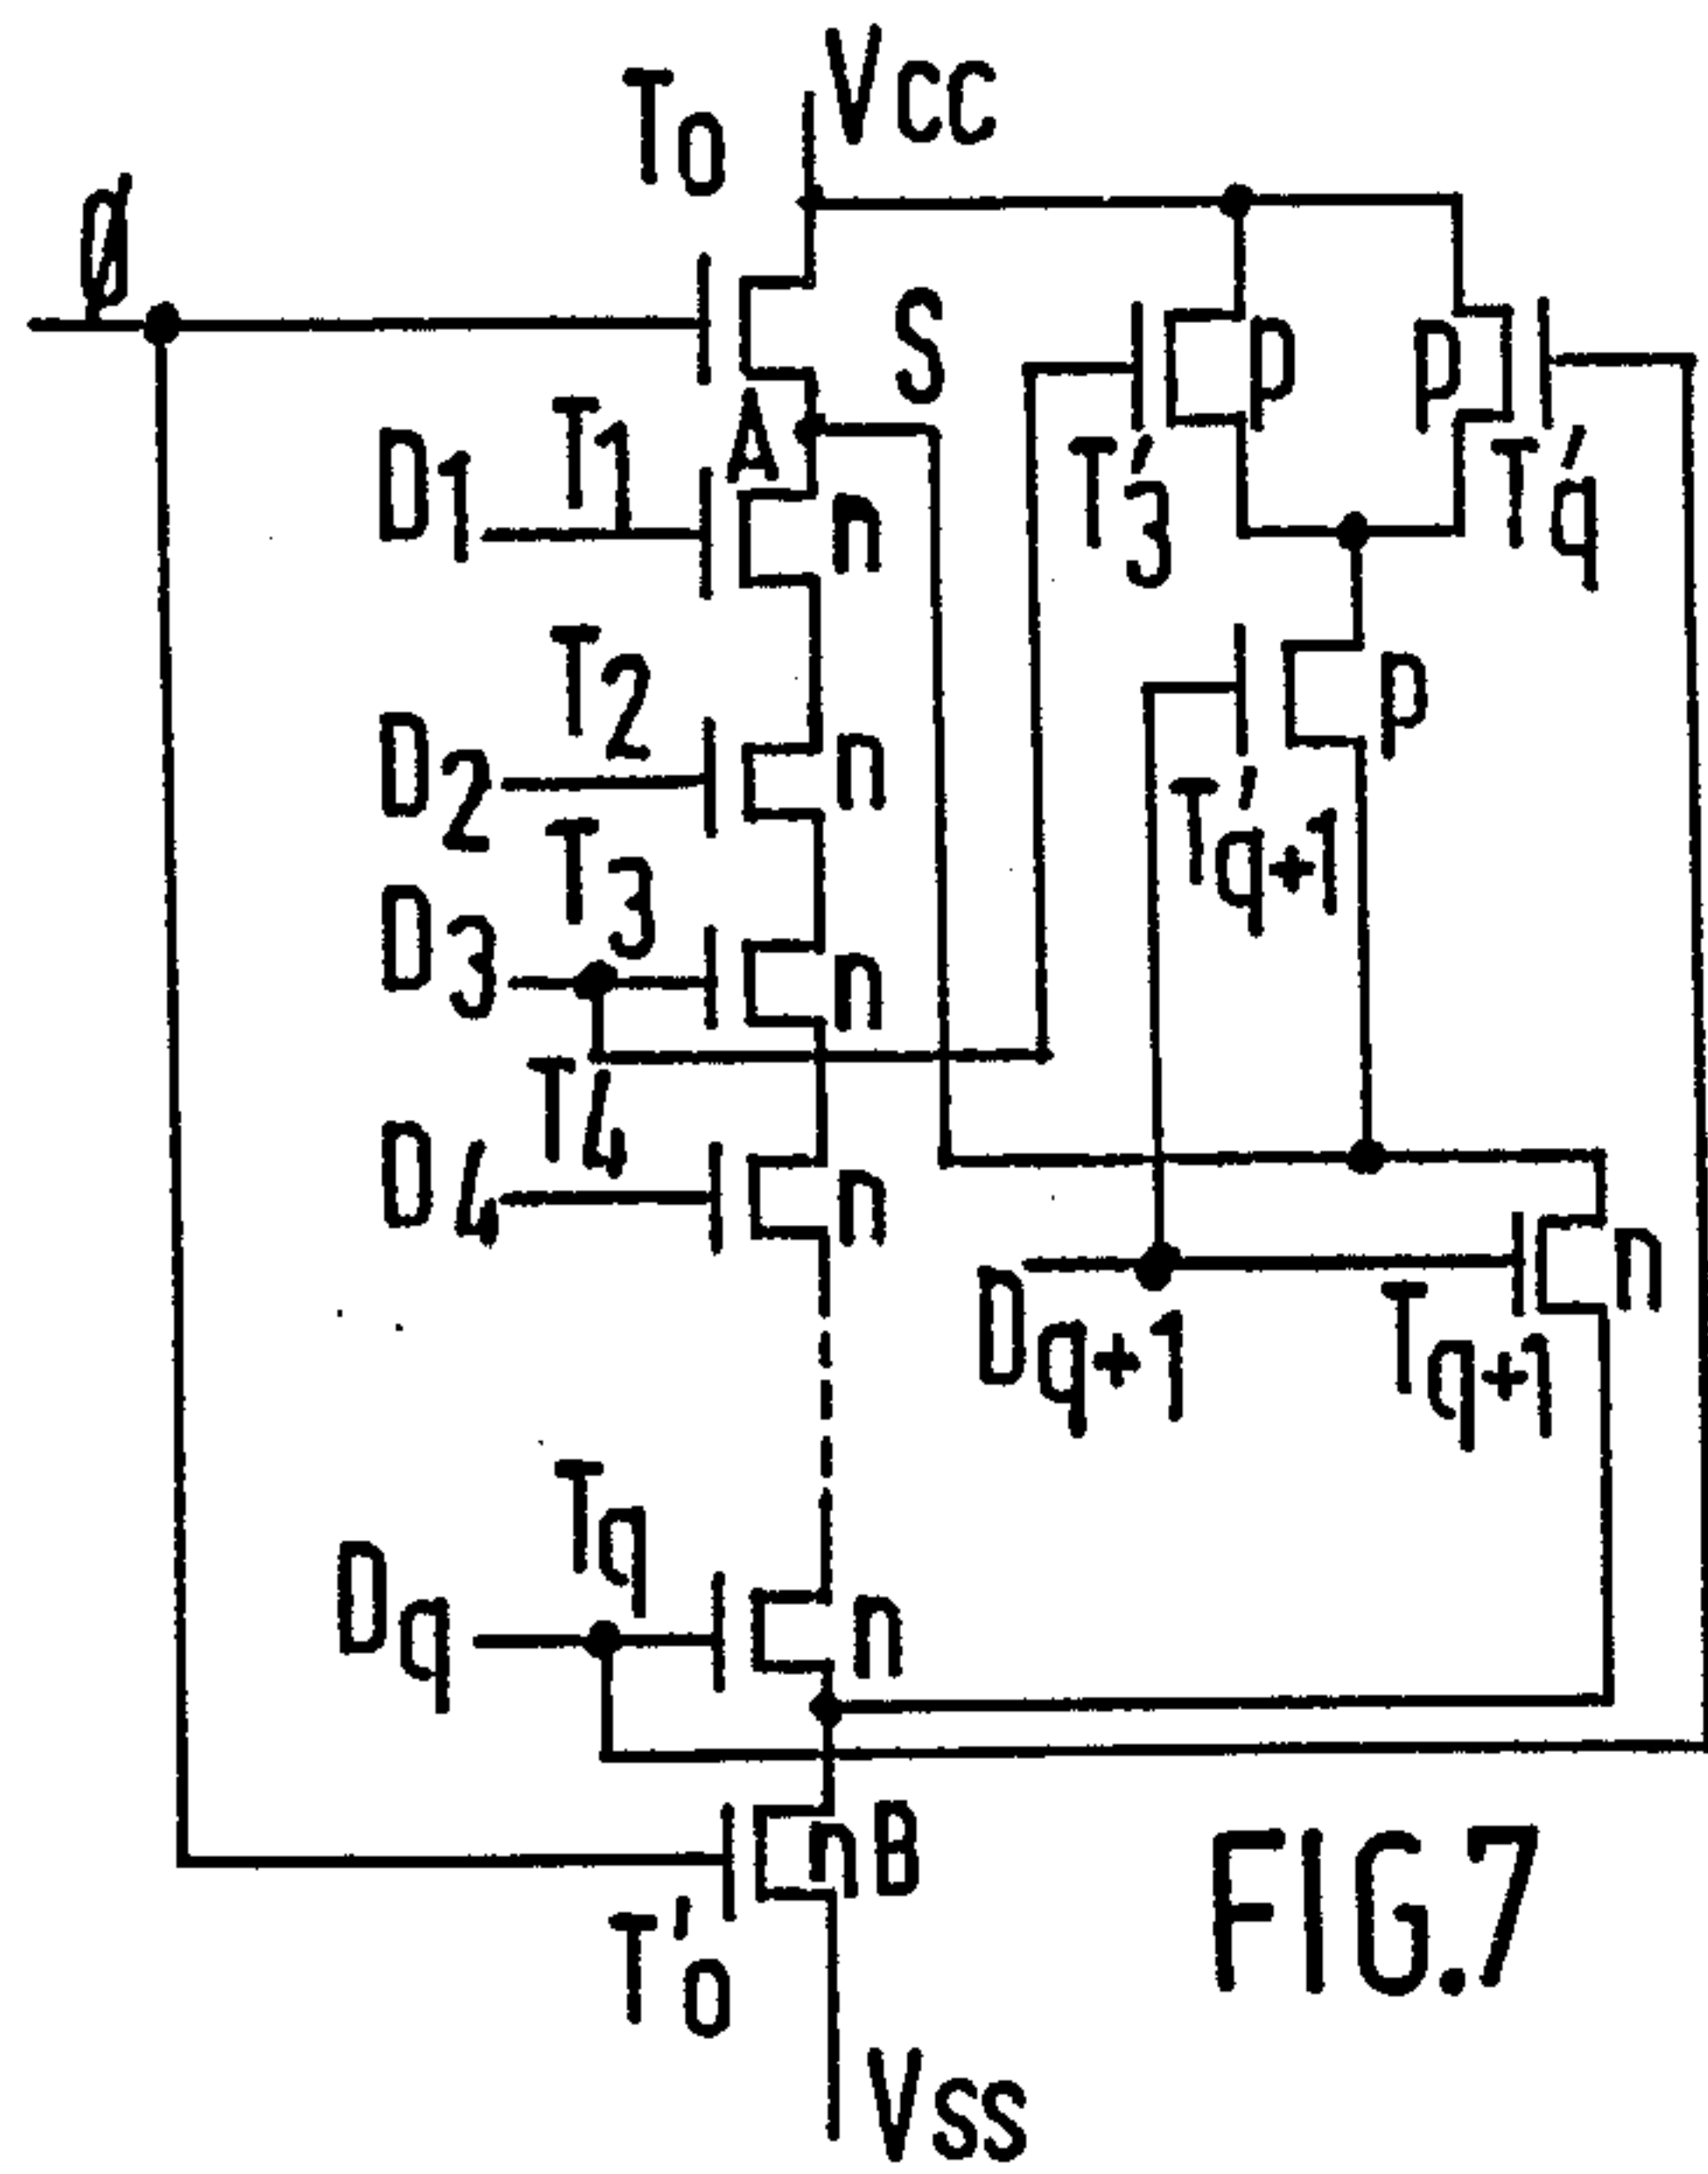 To Vcc
Ø
S
A
D1 T1 n
p p
T'3 T'q
T2
D2 n
p
T'q+1
T3
D3 n
T4
D4 n
n
Dq+1 Tq+1
Tq
Dq n
n B
T'o
FIG.7
Vss